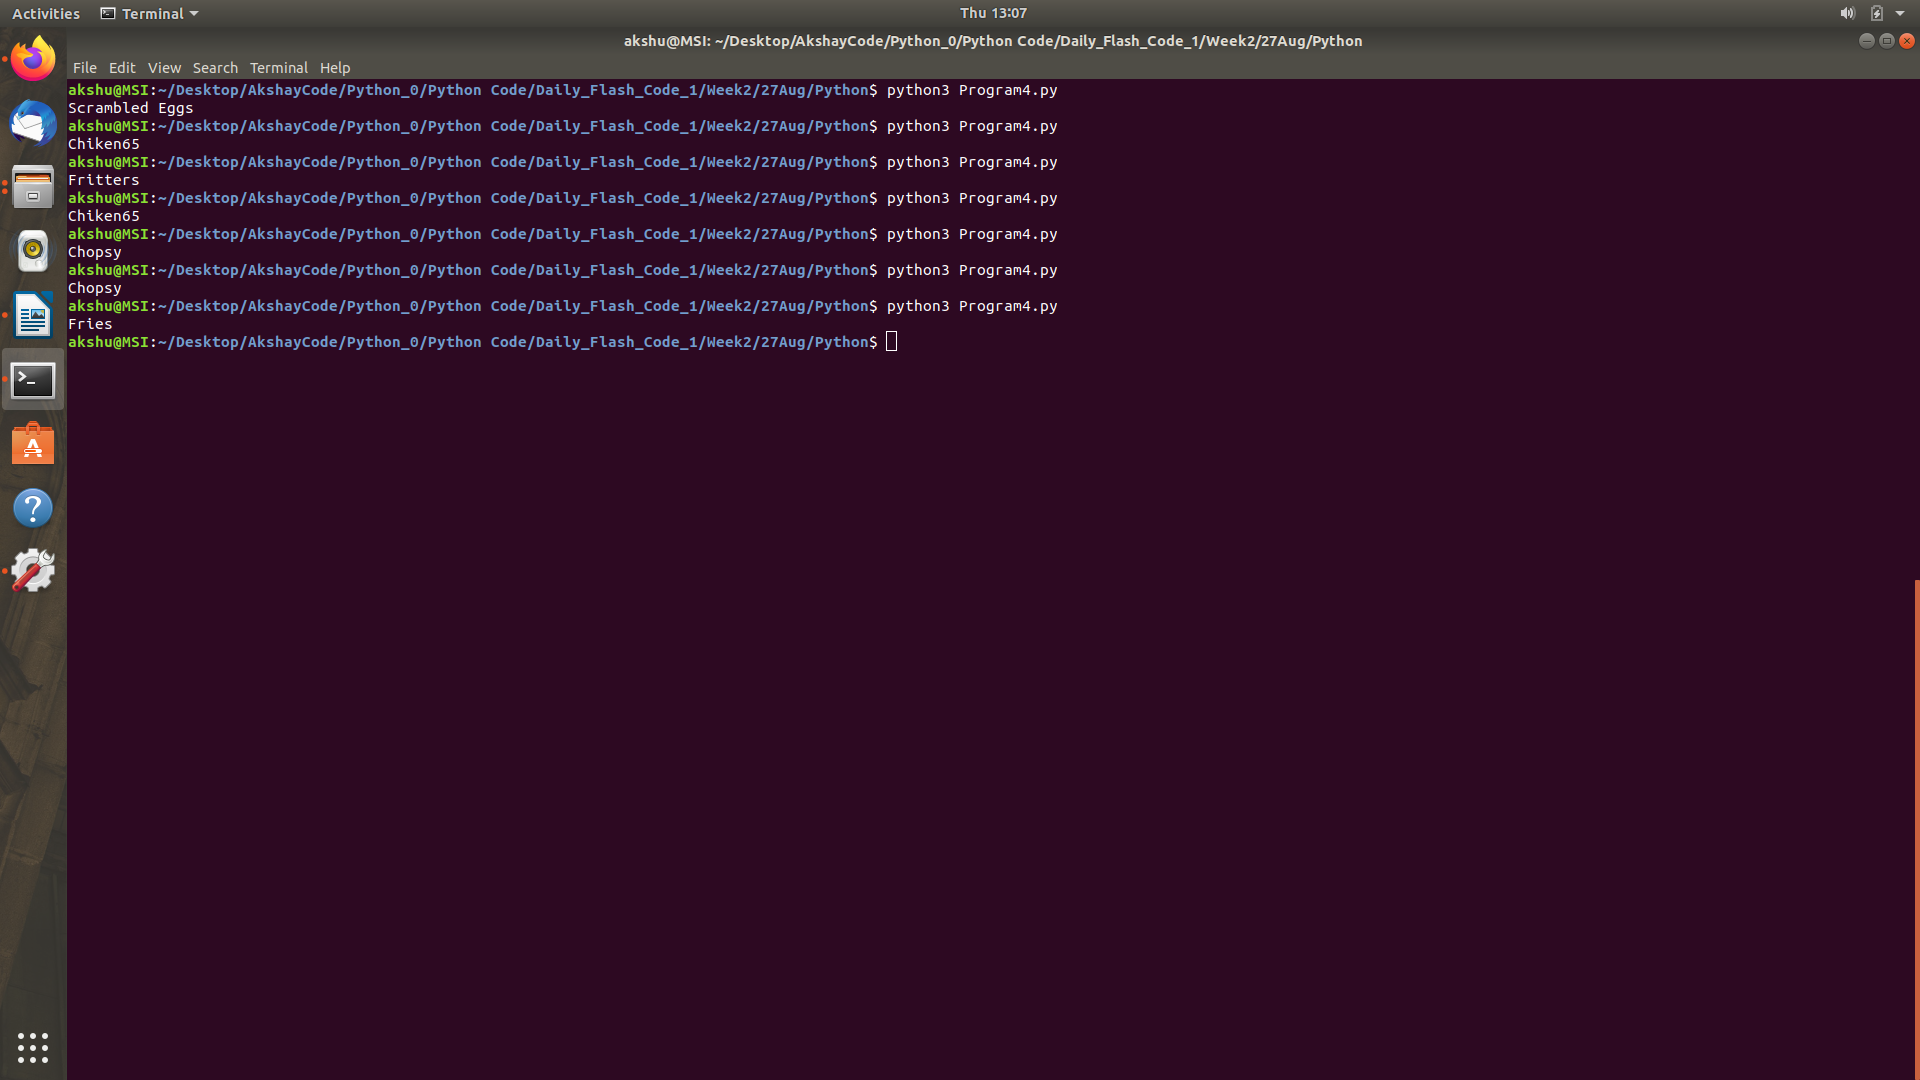 Activities Terminal Thu 13:07
akshu@MSI: ~/Desktop/AkshayCode/Python_0/Python Code/Daily_Flash_Code_1/Week2/27Aug/Python
File Edit View Search Terminal Help
akshu@MSI:~/Desktop/AkshayCode/Python_0/Python Code/Daily_Flash_Code_1/Week2/27Aug/Python$ python3 Program4.py
Scrambled Eggs
akshu@MSI:~/Desktop/AkshayCode/Python_0/Python Code/Daily_Flash_Code_1/Week2/27Aug/Python$ python3 Program4.py
Chiken65
akshu@MSI:~/Desktop/AkshayCode/Python_0/Python Code/Daily_Flash_Code_1/Week2/27Aug/Python$ python3 Program4.py
Fritters
akshu@MSI:~/Desktop/AkshayCode/Python_0/Python Code/Daily_Flash_Code_1/Week2/27Aug/Python$ python3 Program4.py
Chiken65
akshu@MSI:~/Desktop/AkshayCode/Python_0/Python Code/Daily_Flash_Code_1/Week2/27Aug/Python$ python3 Program4.py
Chopsy
akshu@MSI:~/Desktop/AkshayCode/Python_0/Python Code/Daily_Flash_Code_1/Week2/27Aug/Python$ python3 Program4.py
Chopsy
akshu@MSI:~/Desktop/AkshayCode/Python_0/Python Code/Daily_Flash_Code_1/Week2/27Aug/Python$ python3 Program4.py
Fries
akshu@MSI:~/Desktop/AkshayCode/Python_0/Python Code/Daily_Flash_Code_1/Week2/27Aug/Python$